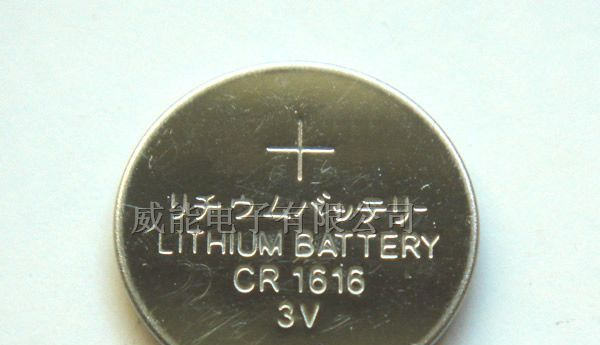 +
リチウムバッテリー
威能电子有限公司
LITHIUM BATTERY
CR 1616
3V